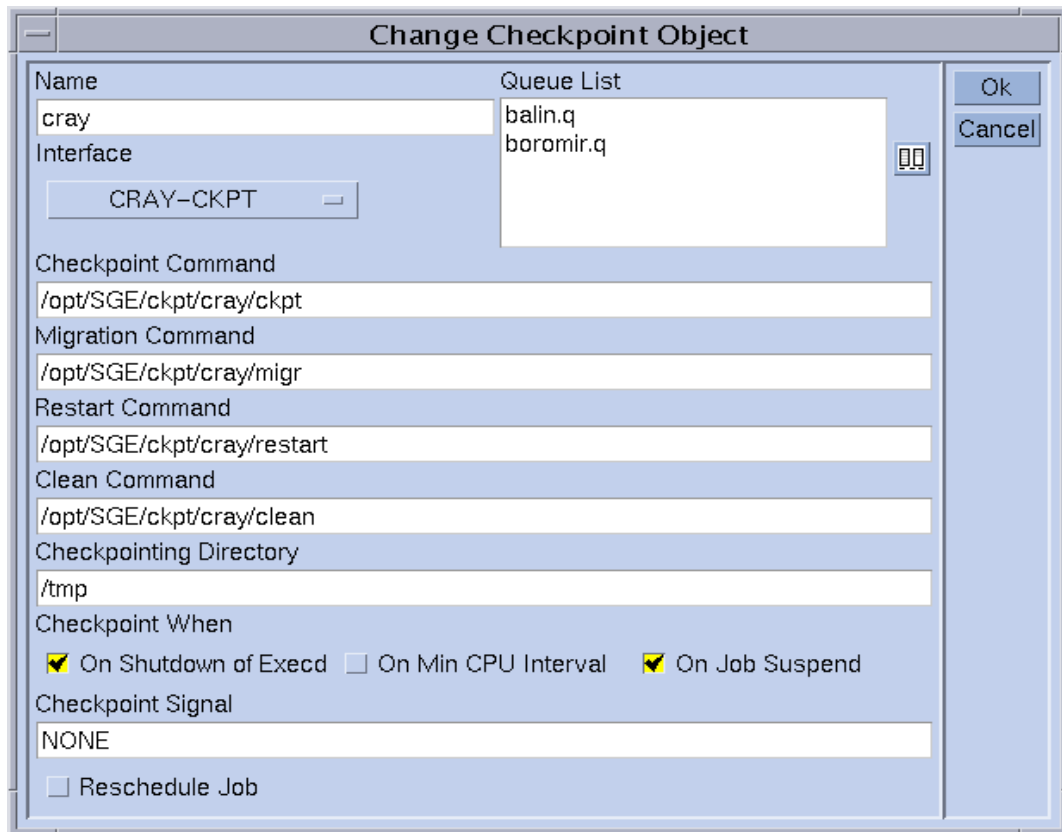 Change Checkpoint Object
Name
cray
Interface
CRAY-CKPT
Queue List
balin.q
boromir.q
Ok
Cancel
Checkpoint Command
/opt/SGE/ckpt/cray/ckpt
Migration Command
/opt/SGE/ckpt/cray/migr
Restart Command
/opt/SGE/ckpt/cray/restart
Clean Command
/opt/SGE/ckpt/cray/clean
Checkpointing Directory
/tmp
Checkpoint When
On Shutdown of Execd On Min CPU Interval On Job Suspend
Checkpoint Signal
NONE
Reschedule Job